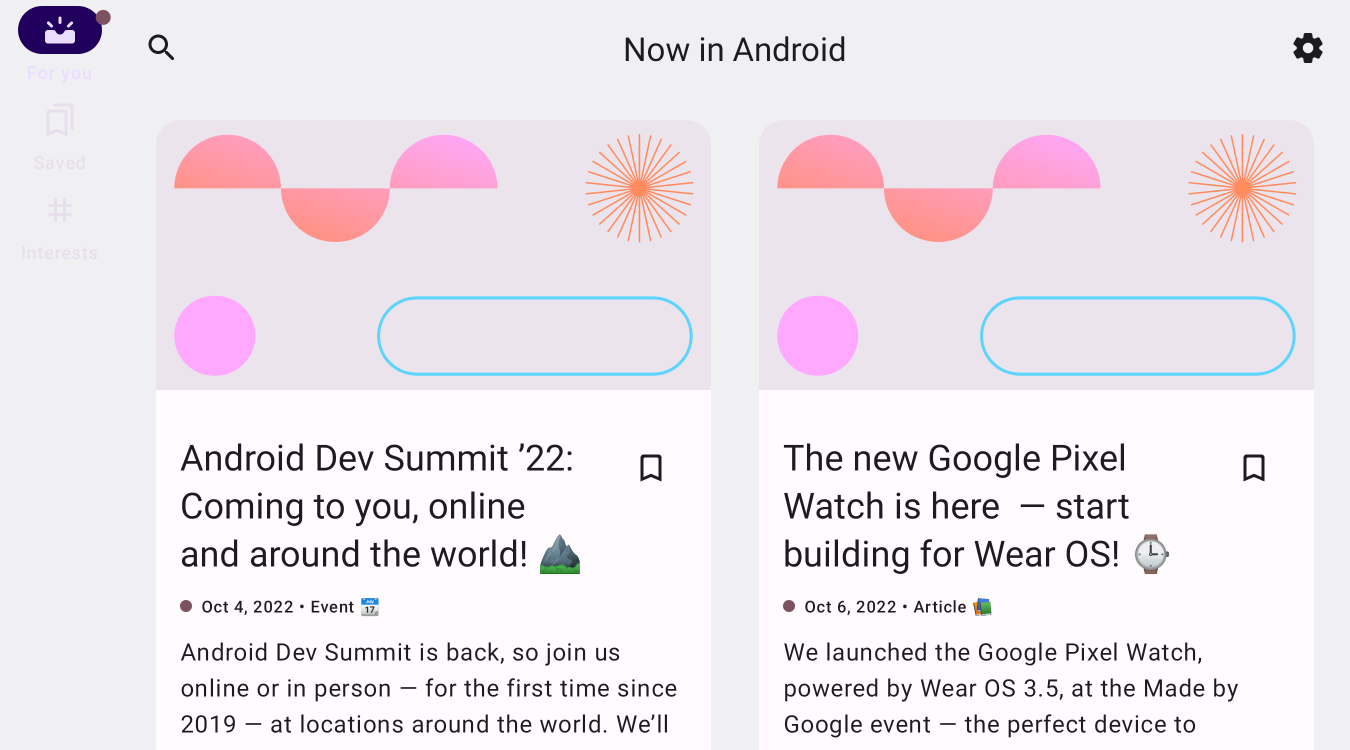 For you
Saved
Interests
Now in Android
Android Dev Summit ’22:
Coming to you, online
and around the world! ⛰️
Oct 4, 2022 • Event 📆
Android Dev Summit is back, so join us
online or in person — for the first time since
2019 — at locations around the world. We’ll
The new Google Pixel
Watch is here  — start
building for Wear OS! ⌚
Oct 6, 2022 • Article 📚
We launched the Google Pixel Watch,
powered by Wear OS 3.5, at the Made by
Google event — the perfect device to